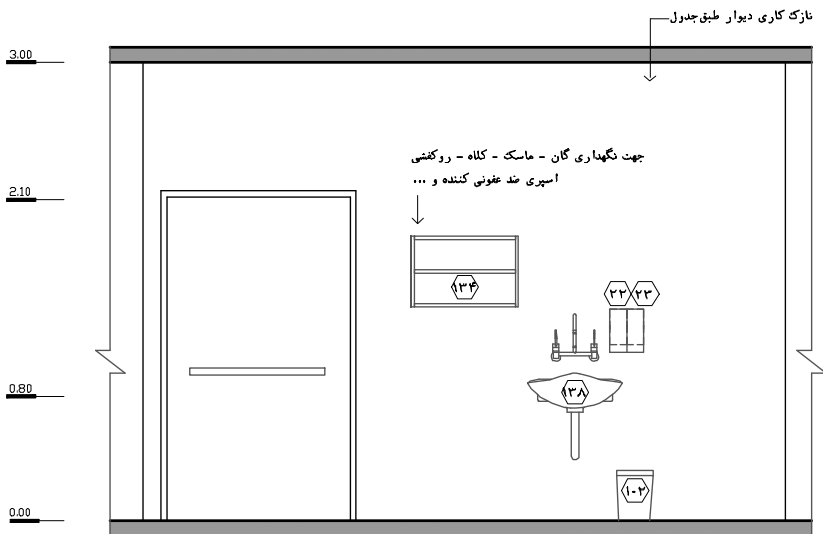 نازک کاری دیوار طبق جدول
3.00
جهت نگهداری گان - ماسک - کلاه - روکفشی
اسپری ضد عفونی کننده و ...
2.10
۱۳۴
۲۲ ۲۳
۱۳۸
0.80
۱۰۲
0.00